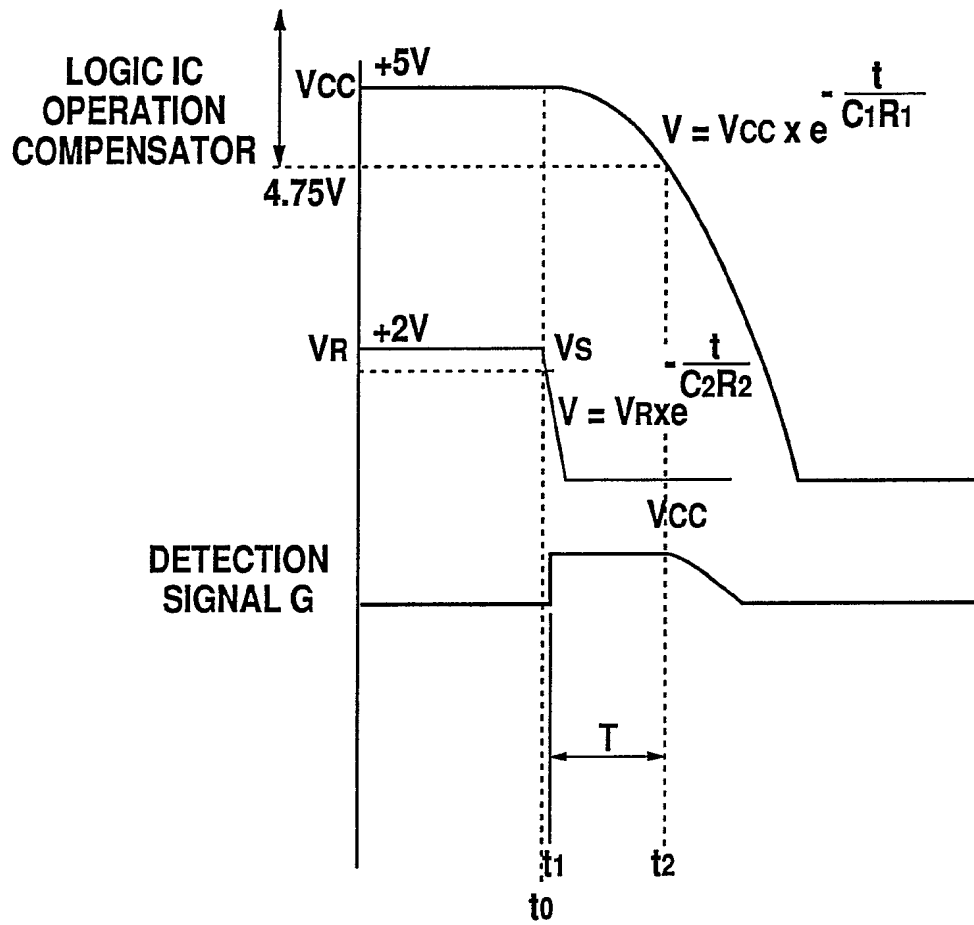 LOGIC IC
OPERATION
COMPENSATOR
VCC
+5V
V = VCC x e - t / C1R1
4.75V
VR
+2V
VS
V = VRxe - t / C2R2
VCC
DETECTION
SIGNAL G
T
t1
t2
t0